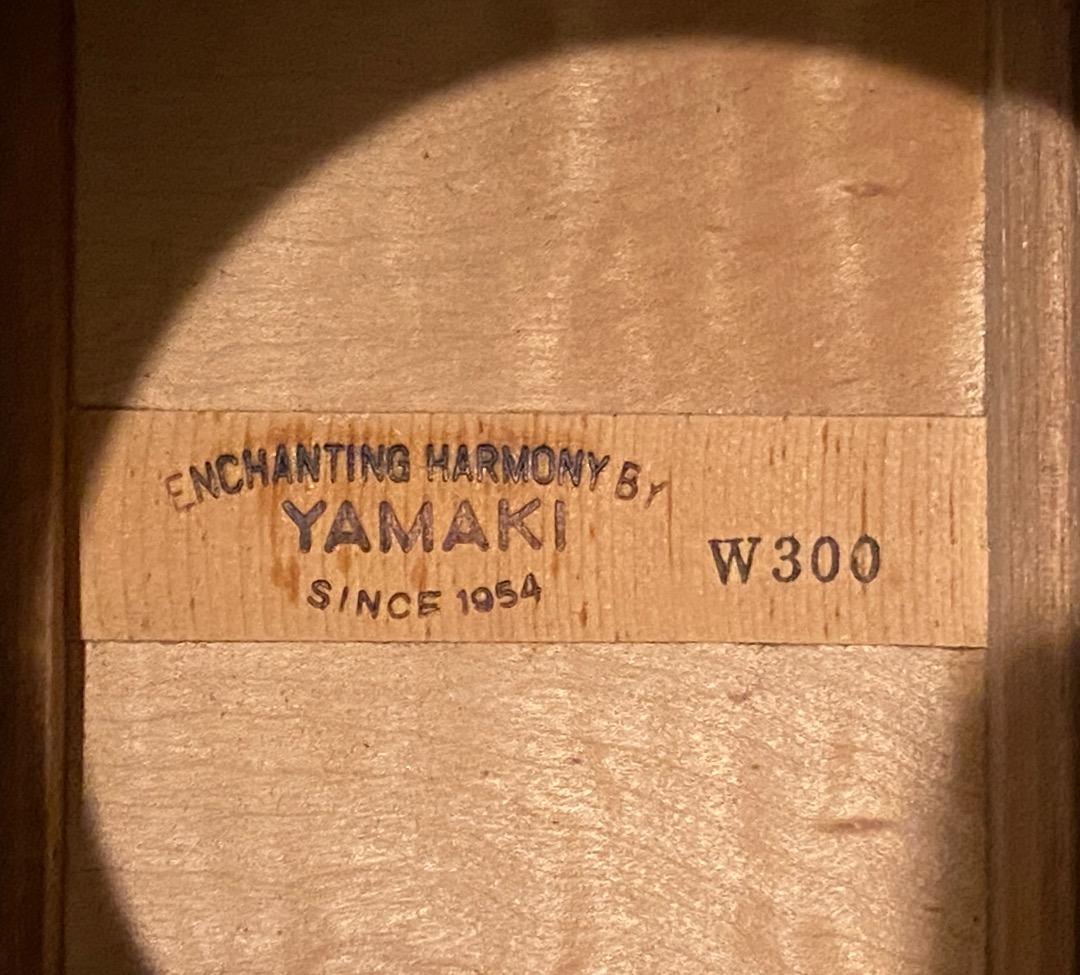 ENCHANTING HARMONY By
YAMAKI
SINCE 1954
W300